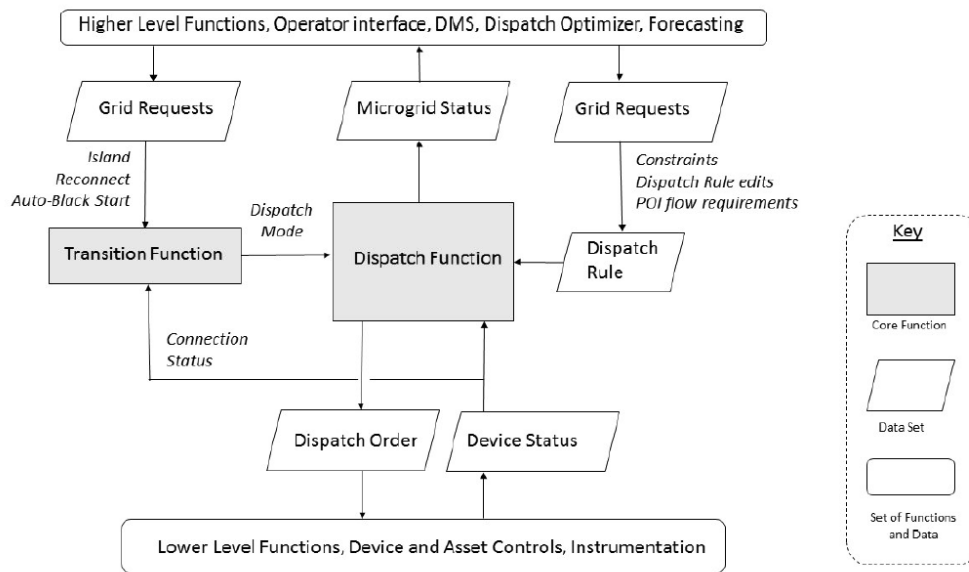 Higher Level Functions, Operator interface, DMS, Dispatch Optimizer, Forecasting
Grid Requests
Microgrid Status
Grid Requests
Island
Reconnect
Auto-Black Start
Constraints
Dispatch Rule edits
POI flow requirements
Dispatch
Mode
Transition Function
Dispatch Function
Dispatch
Rule
Connection
Status
Dispatch Order
Device Status
Lower Level Functions, Device and Asset Controls, Instrumentation
Key
Core Function
Data Set
Set of Functions
and Data